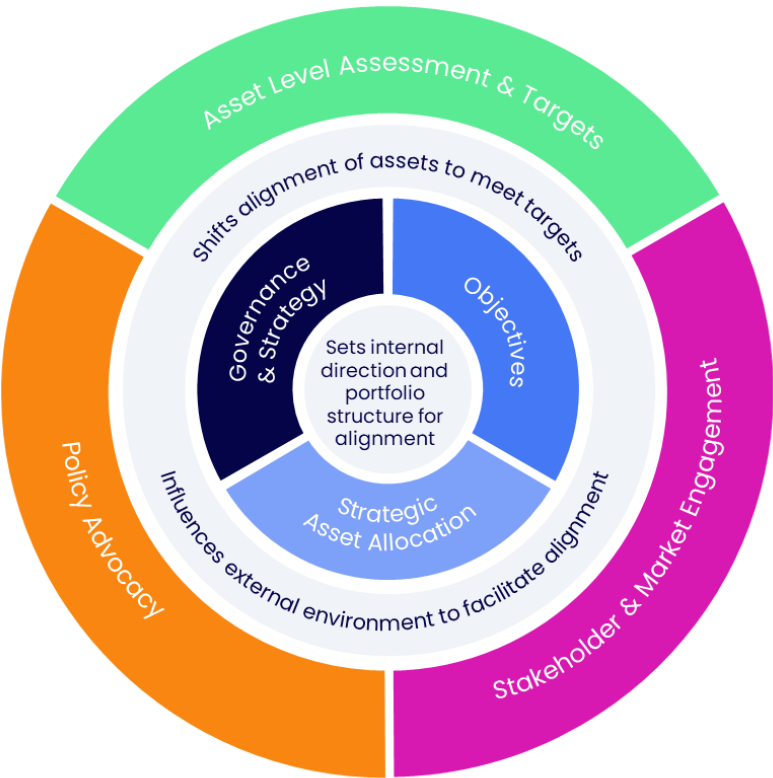 Asset Level Assessment & Targets
Shifts alignment of assets to meet targets
Governance
& Strategy
Objectives
Sets internal
direction and
portfolio
structure for
alignment
Strategic
Asset Allocation
Influences external environment to facilitate alignment
Policy Advocacy
Stakeholder & Market Engagement